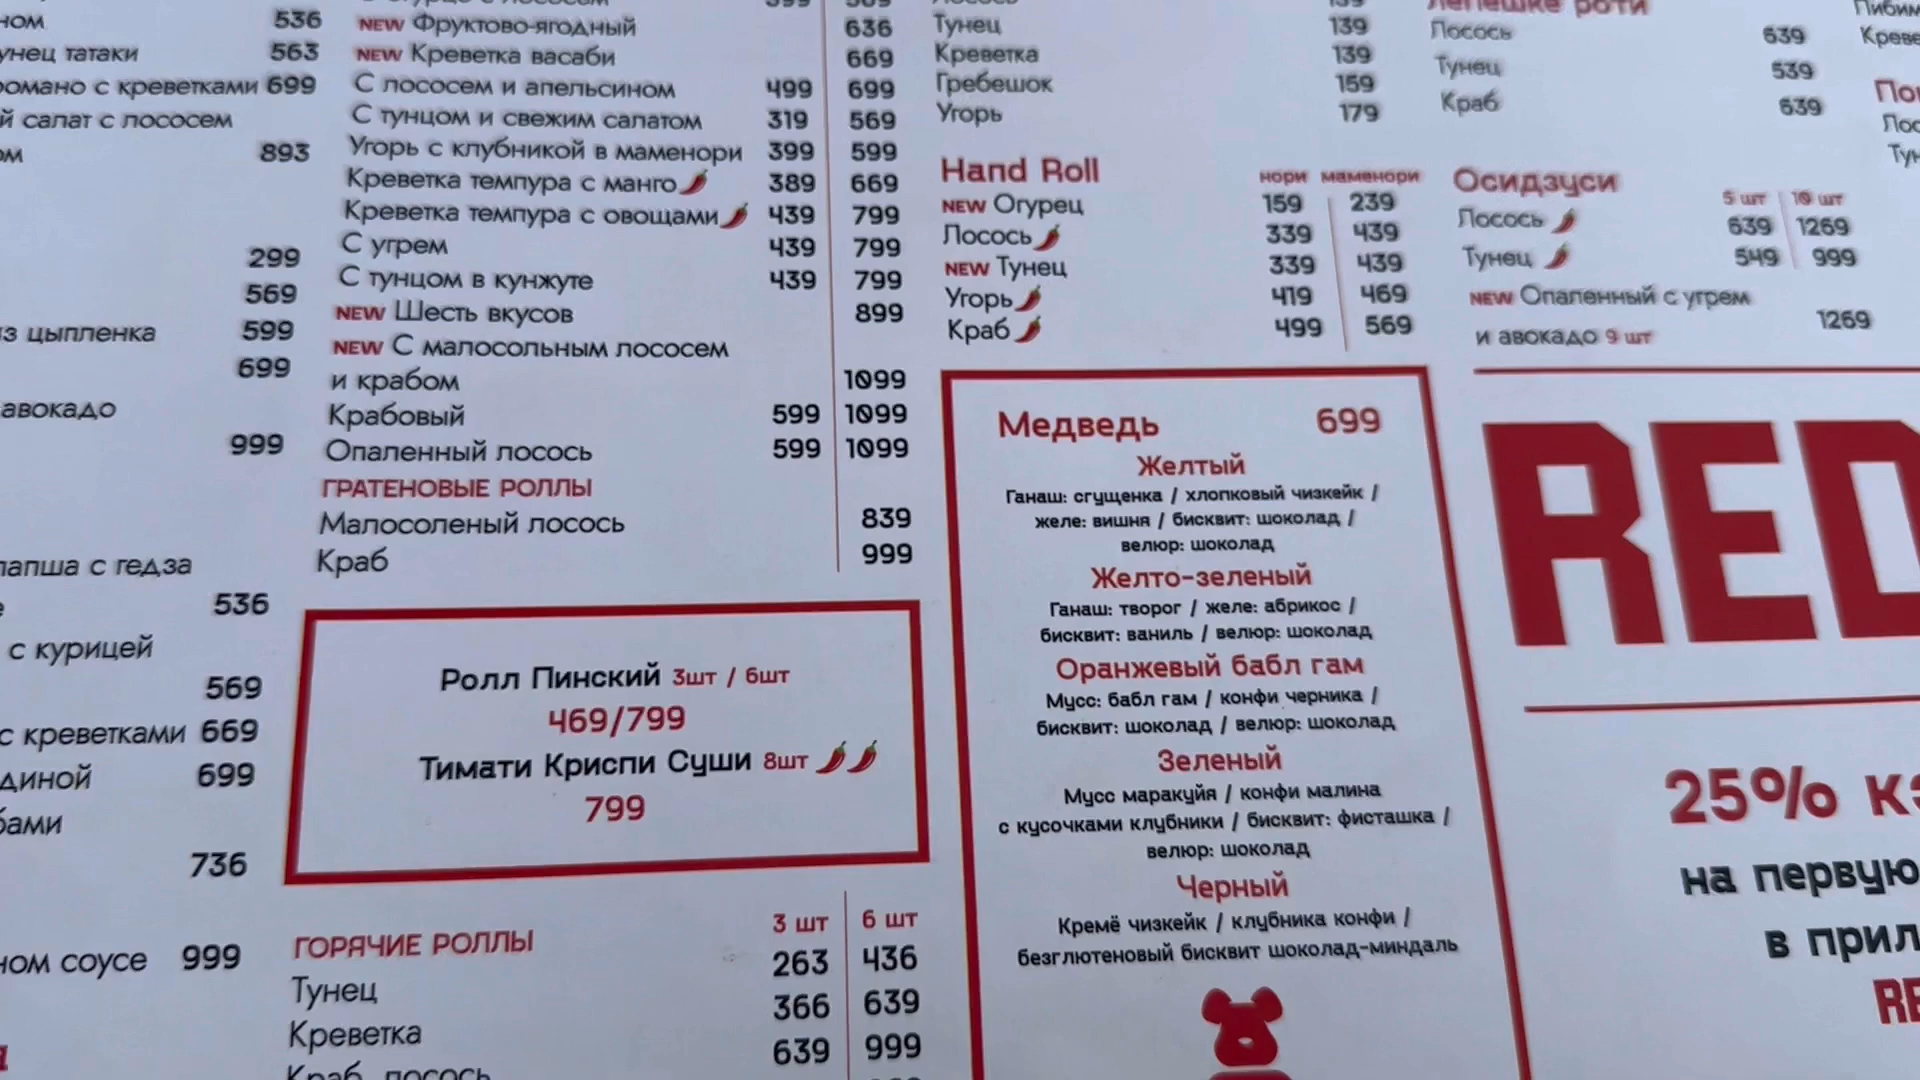 ном 536
унец татаки 563
романо с креветками 699
й салат с лососем
ом 893
299
569
из цыпленка 599
699
авокадо
999
лапша с гедза
536
с курицей
569
с креветками 669
диной 699
бами
736
ном соусе 999
NEW Фруктово-ягодный 636
NEW Креветка васаби 669
С лососем и апельсином 499 699
С тунцом и свежим салатом 319 569
Угорь с клубникой в маменори 399 599
Креветка темпура с манго 389 669
Креветка темпура с овощами 439 799
С угрем 439 799
С тунцом в кунжуте 439 799
NEW Шесть вкусов 899
NEW С малосольным лососем
и крабом 1099
Крабовый 599 1099
Опаленный лосось 599 1099
ГРАТЕНОВЫЕ РОЛЛЫ
Малосоленый лосось 839
Краб 999
Ролл Пинский 3шт / 6шт
469/799
Тимати Криспи Суши 8шт
799
3 шт 6 шт
ГОРЯЧИЕ РОЛЛЫ 263 436
Тунец 366 639
Креветка 639 999
Краб, лосось
Тунец 139
Креветка 139
Гребешок 159
Угорь 179
Hand Roll нори маменори
NEW Огурец 159 239
Лосось 339 439
NEW Тунец 339 439
Угорь 419 469
Краб 499 569
Медведь 699
Желтый
Ганаш: сгущенка / хлопковый чизкейк /
желе: вишня / бисквит: шоколад /
велюр: шоколад
Желто-зеленый
Ганаш: творог / желе: абрикос /
бисквит: ваниль / велюр: шоколад
Оранжевый бабл гам
Мусс: бабл гам / конфи черника /
бисквит: шоколад / велюр: шоколад
Зеленый
Мусс маракуйя / конфи малина
с кусочками клубники / бисквит: фисташка /
велюр: шоколад
Черный
Кремё чизкейк / клубника конфи /
безглютеновый бисквит шоколад-миндаль
лепешке роти
Лосось 639
Тунец 539
Краб 639
Осидзуси 5 шт 10 шт
Лосось 639 1269
Тунец 549 999
NEW Опаленный с угрем
и авокадо 9 шт 1269
RED
25% кэ
на первую
в прил
RE